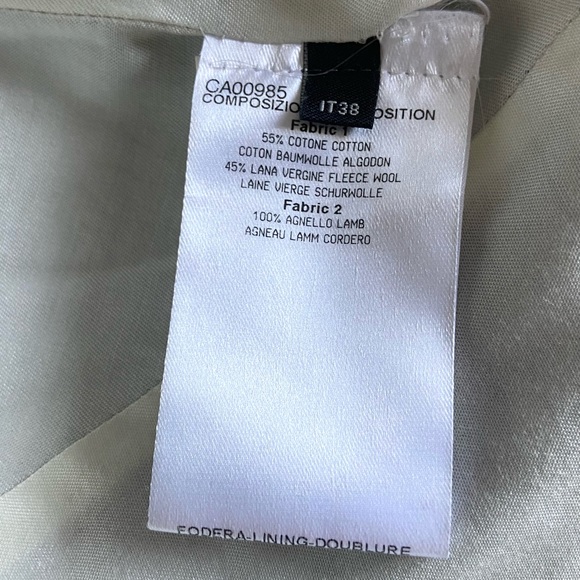 CA00985
IT38
COMPOSIZIO OSITION
Fabric 1
55% COTONE COTTON
COTON BAUMWOLLE ALGODON
45% LANA VERGINE FLEECE WOOL
LAINE VIERGE SCHURWOLLE
Fabric 2
100% AGNELLO LAMB
AGNEAU LAMM CORDERO
FODERA-LINING-DOUBLURE